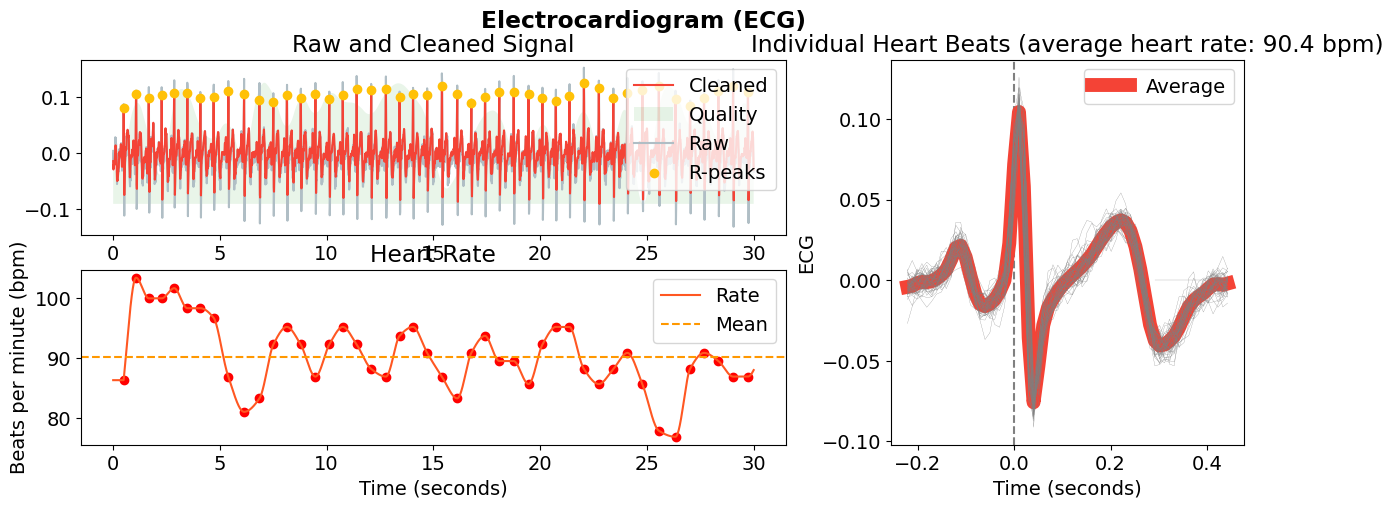 Electrocardiogram (ECG)
Raw and Cleaned Signal
0.1
0.0
−0.1
0
5
10
15
20
25
30
Cleaned
Quality
Raw
R-peaks
Heart Rate
Beats per minute (bpm)
100
90
80
0
5
10
15
20
25
30
Time (seconds)
Rate
Mean
Individual Heart Beats (average heart rate: 90.4 bpm)
ECG
0.10
0.05
0.00
−0.05
−0.10
−0.2
0.0
0.2
0.4
Time (seconds)
Average